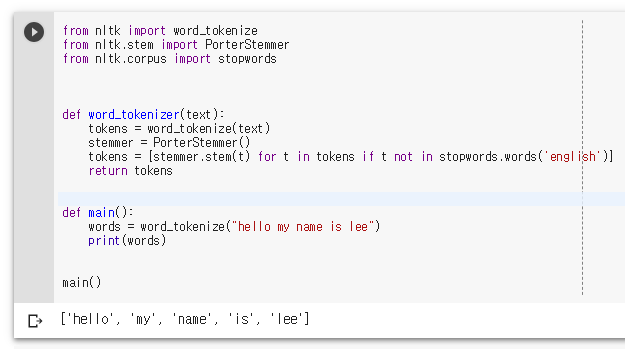 from nltk import word_tokenize
from nltk.stem import PorterStemmer
from nltk.corpus import stopwords
def word_tokenizer(text):
    tokens = word_tokenize(text)
    stemmer = PorterStemmer()
    tokens = [stemmer.stem(t) for t in tokens if t not in stopwords.words('english')]
    return tokens
def main():
    words = word_tokenize("hello my name is lee")
    print(words)
main()
['hello', 'my', 'name', 'is', 'lee']